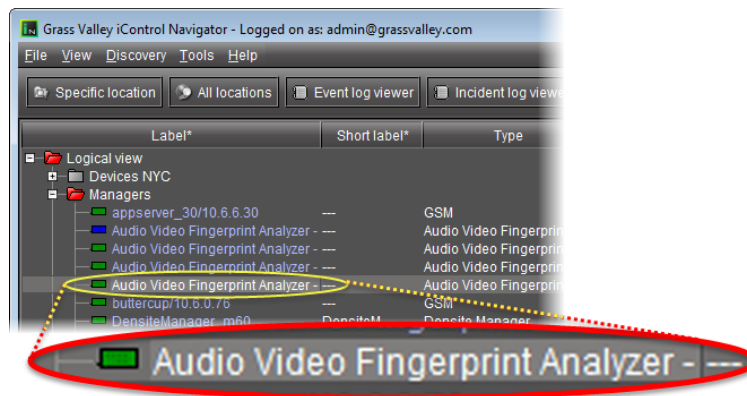 Grass Valley iControl Navigator - Logged on as: admin@grassvalley.com
File View Discovery Tools Help
Specific location All locations Event log viewer Incident log viewe
Label* Short label* Type
Logical view
Devices NYC
Managers
appserver_30/10.6.6.30 --- GSM
Audio Video Fingerprint Analyzer - --- Audio Video Fingerprin
Audio Video Fingerprint Analyzer - --- Audio Video Fingerprin
Audio Video Fingerprint Analyzer - --- Audio Video Fingerprin
Audio Video Fingerprint Analyzer - --- Audio Video Fingerprin
buttercup/10.6.0.76 --- GSM
DensiteManager_m60 DensiteM... Densite Manager
Audio Video Fingerprint Analyzer - ---